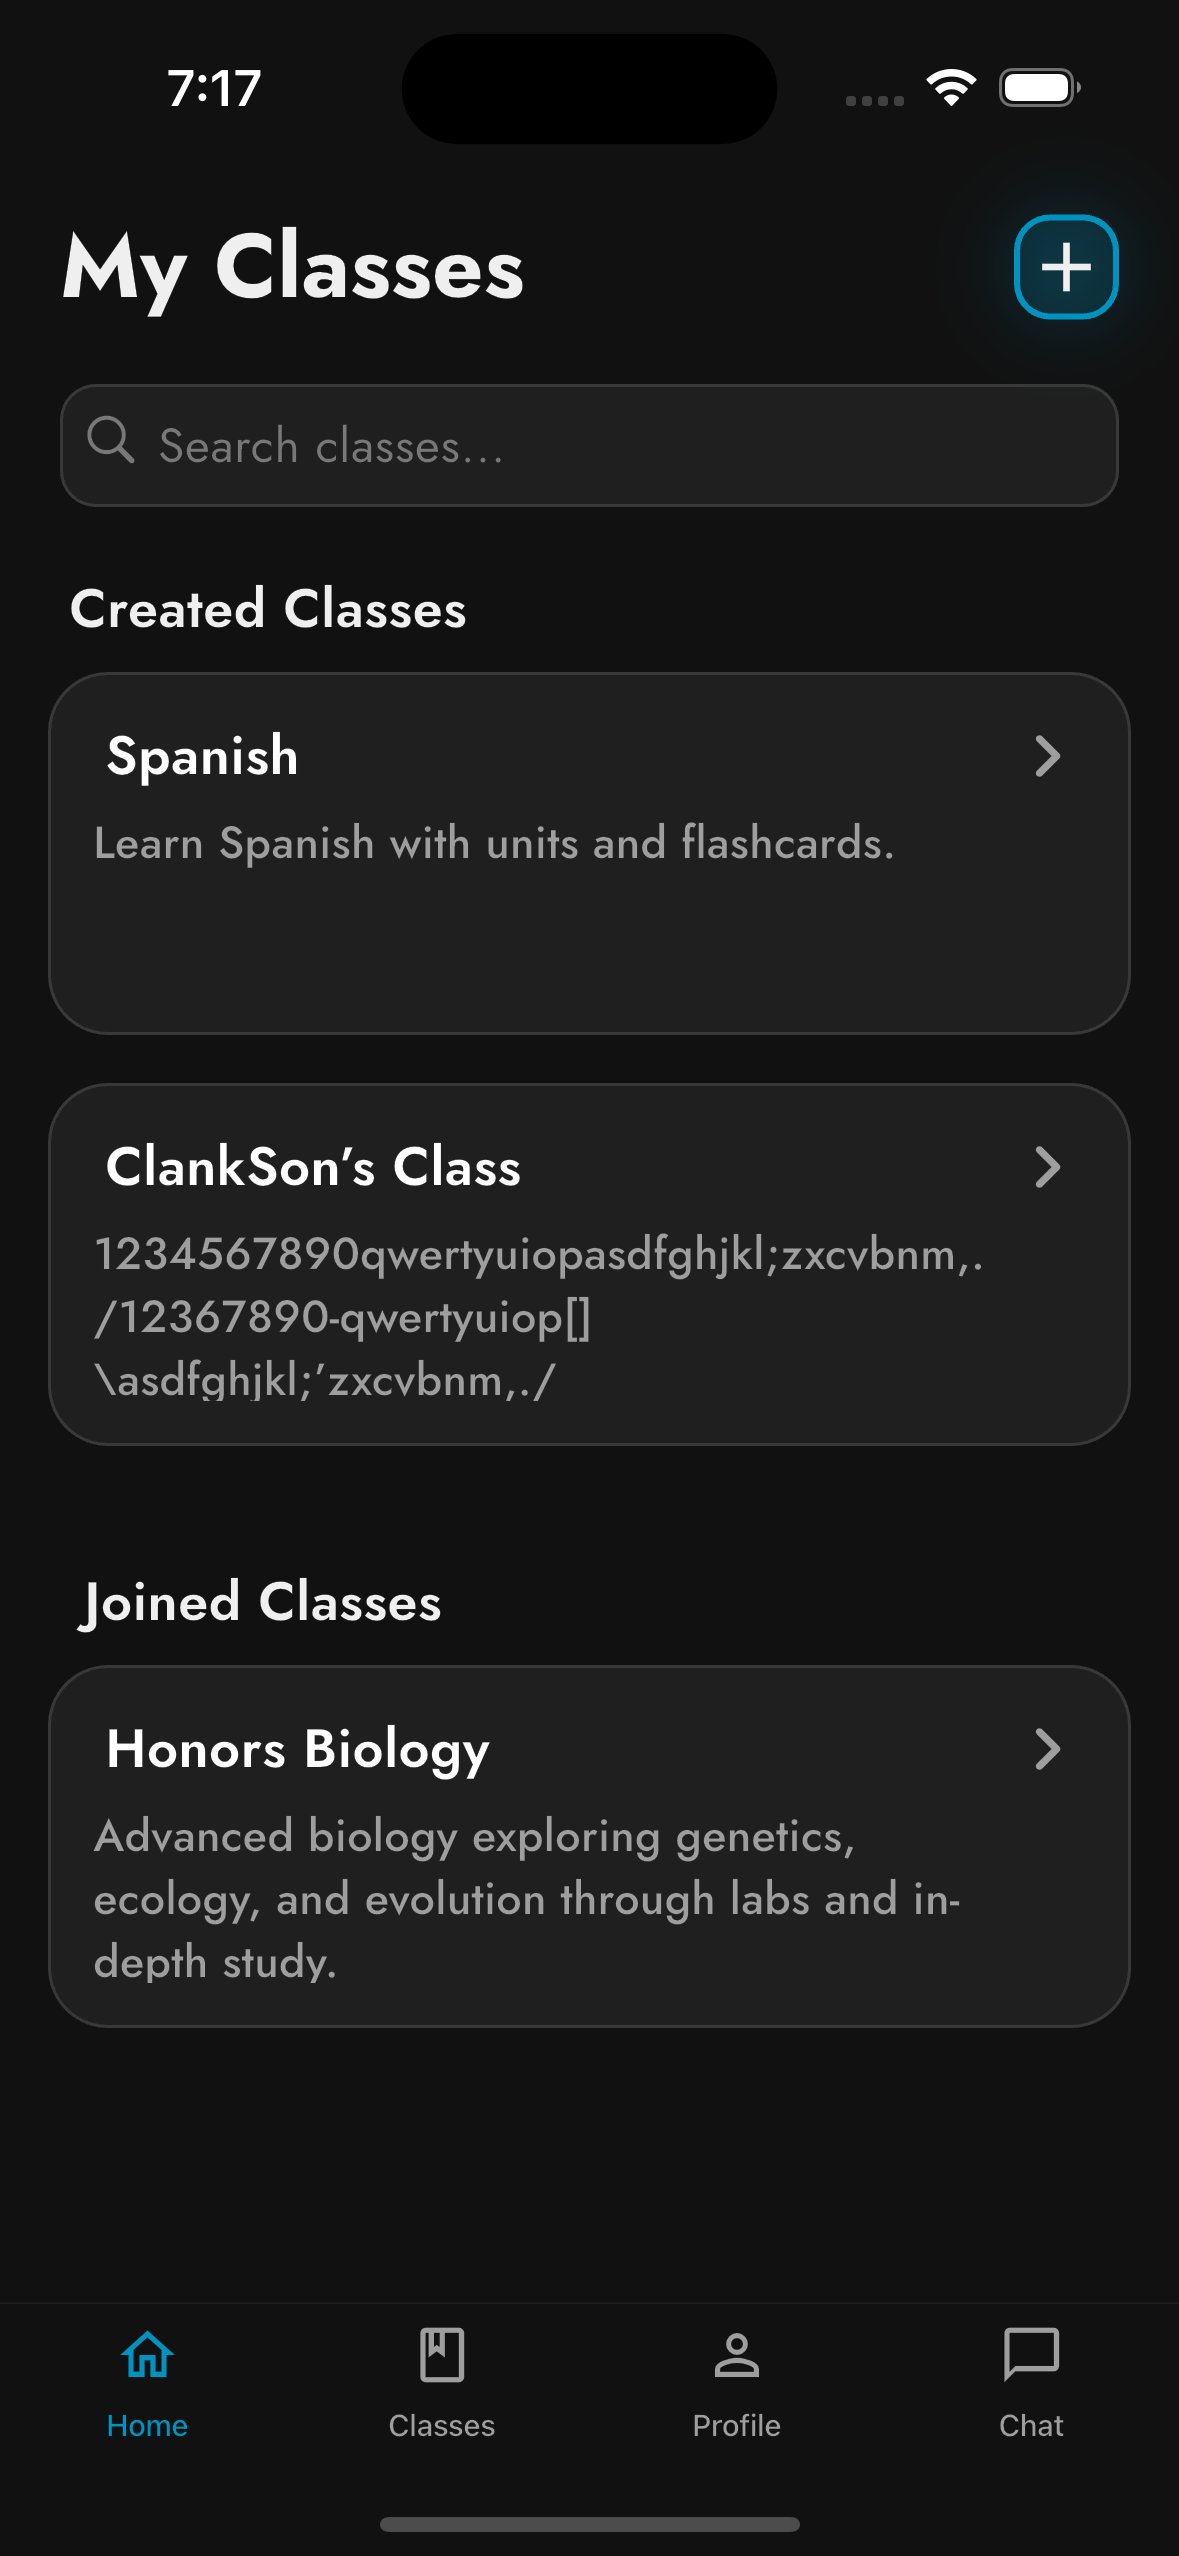 7:17
My Classes
Search classes...
Created Classes
Spanish
Learn Spanish with units and flashcards.
ClankSon’s Class
1234567890qwertyuiopasdfghjkl;zxcvbnm,.
/12367890-qwertyuiop[]
\asdfghjkl;’zxcvbnm,./
Joined Classes
Honors Biology
Advanced biology exploring genetics,
ecology, and evolution through labs and in-
depth study.
Home
Classes
Profile
Chat